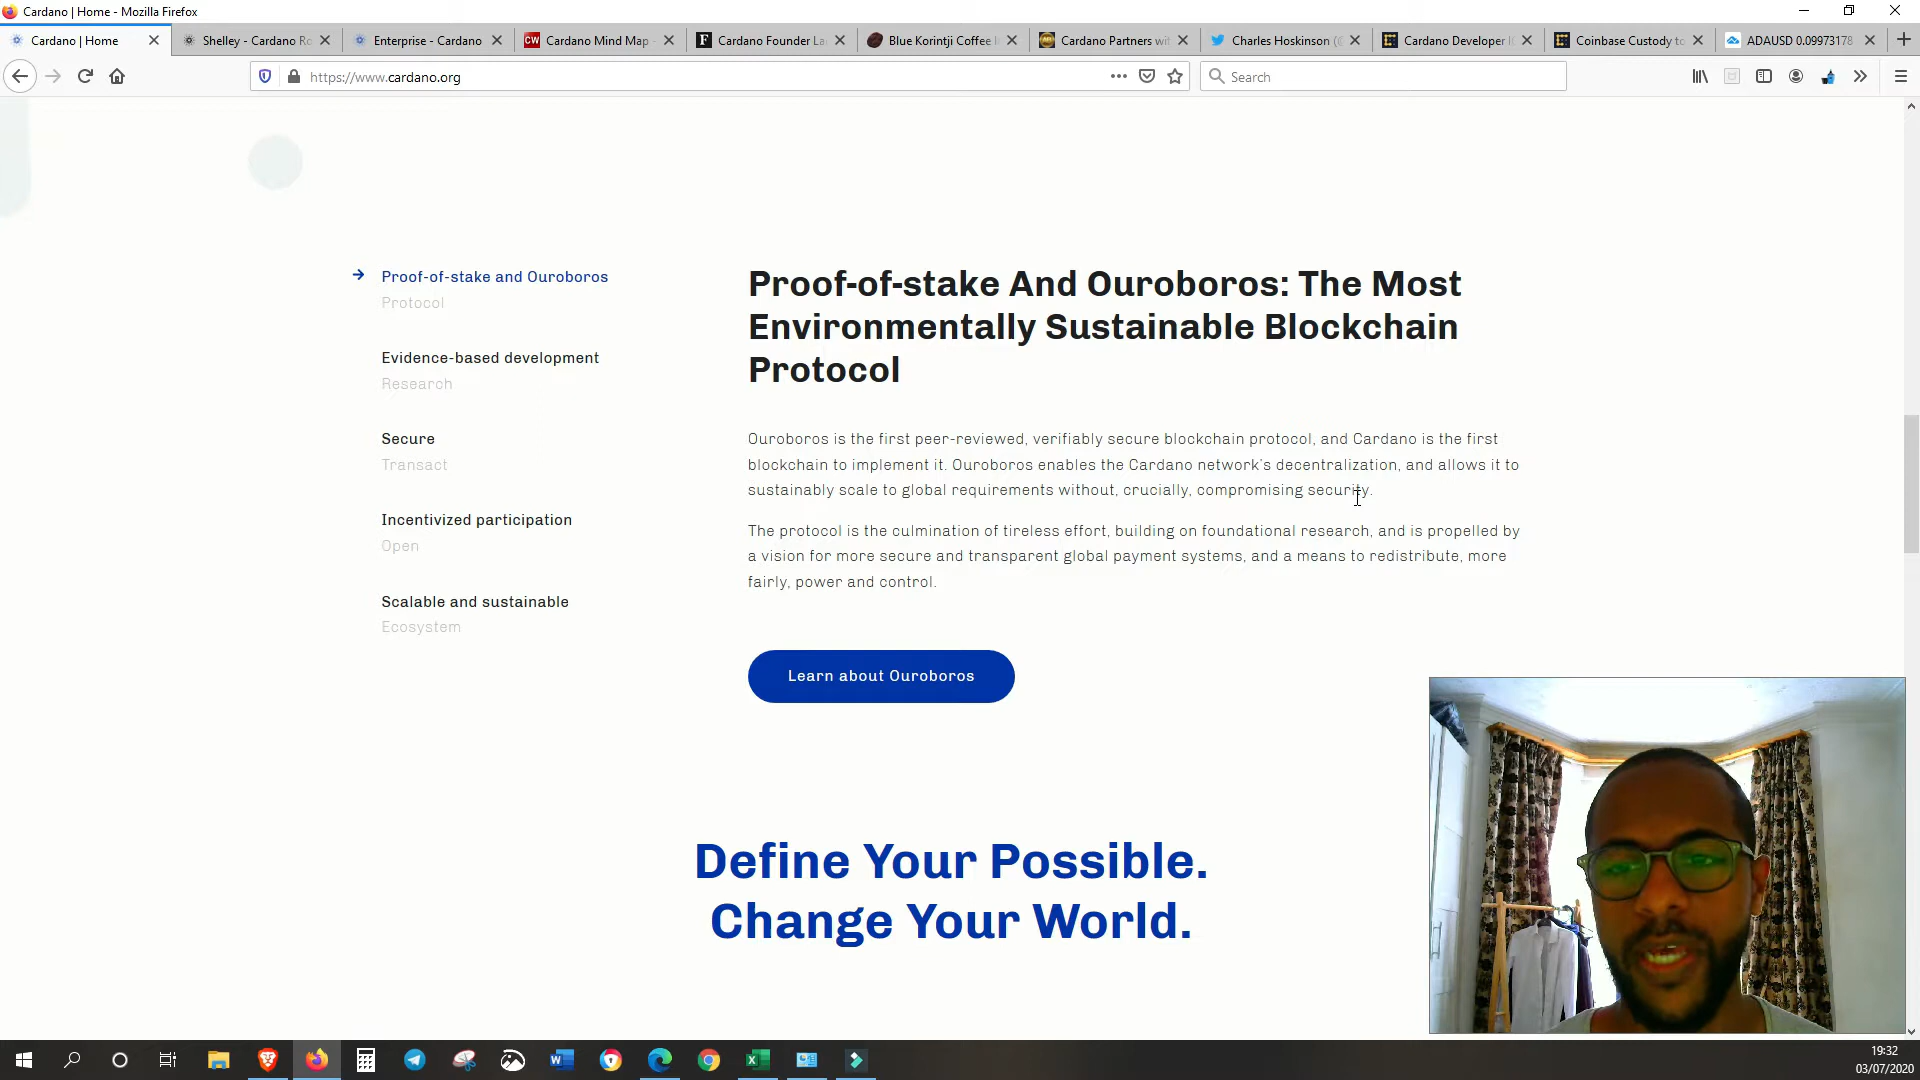 Cardano | Home - Mozilla Firefox
Cardano | Home
Shelley - Cardano Ro
Enterprise - Cardano
CW Cardano Mind Map -
F Cardano Founder La
Blue Korintji Coffee I
Cardano Partners wit
Charles Hoskinson (@
Cardano Developer IO
Coinbase Custody to
ADAUSD 0.09973178
https://www.cardano.org
Search
Proof-of-stake and Ouroboros
Protocol
Evidence-based development
Research
Secure
Transact
Incentivized participation
Open
Scalable and sustainable
Ecosystem
Proof-of-stake And Ouroboros: The Most
Environmentally Sustainable Blockchain
Protocol
Ouroboros is the first peer-reviewed, verifiably secure blockchain protocol, and Cardano is the first
blockchain to implement it. Ouroboros enables the Cardano network's decentralization, and allows it to
sustainably scale to global requirements without, crucially, compromising security.
The protocol is the culmination of tireless effort, building on foundational research, and is propelled by
a vision for more secure and transparent global payment systems, and a means to redistribute, more
fairly, power and control.
Learn about Ouroboros
Define Your Possible.
Change Your World.
19:32
03/07/2020